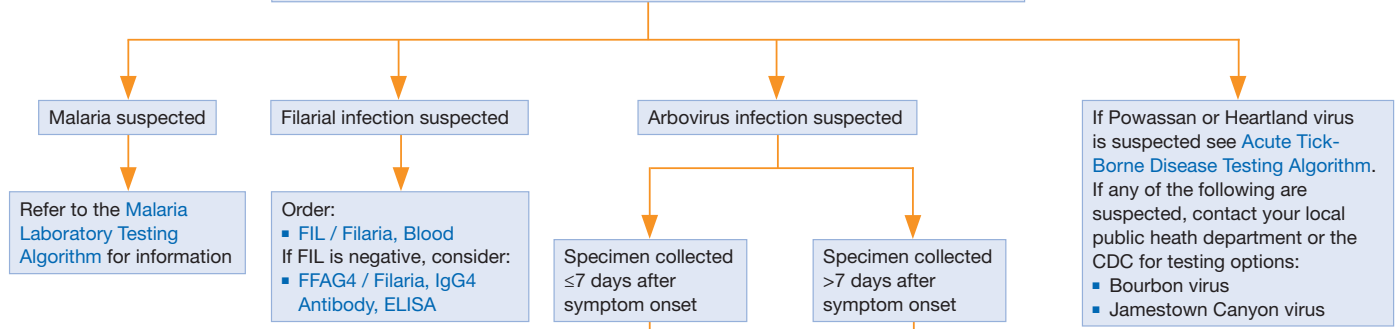 Malaria suspected
Filarial infection suspected
Arbovirus infection suspected
If Powassan or Heartland virus
is suspected see Acute Tick-
Borne Disease Testing Algorithm.
If any of the following are
suspected, contact your local
public heath department or the
CDC for testing options:
▪ Bourbon virus
▪ Jamestown Canyon virus
Refer to the Malaria
Laboratory Testing
Algorithm for information
Order:
▪ FIL / Filaria, Blood
If FIL is negative, consider:
▪ FFAG4 / Filaria, IgG4
Antibody, ELISA
Specimen collected
≤7 days after
symptom onset
Specimen collected
>7 days after
symptom onset